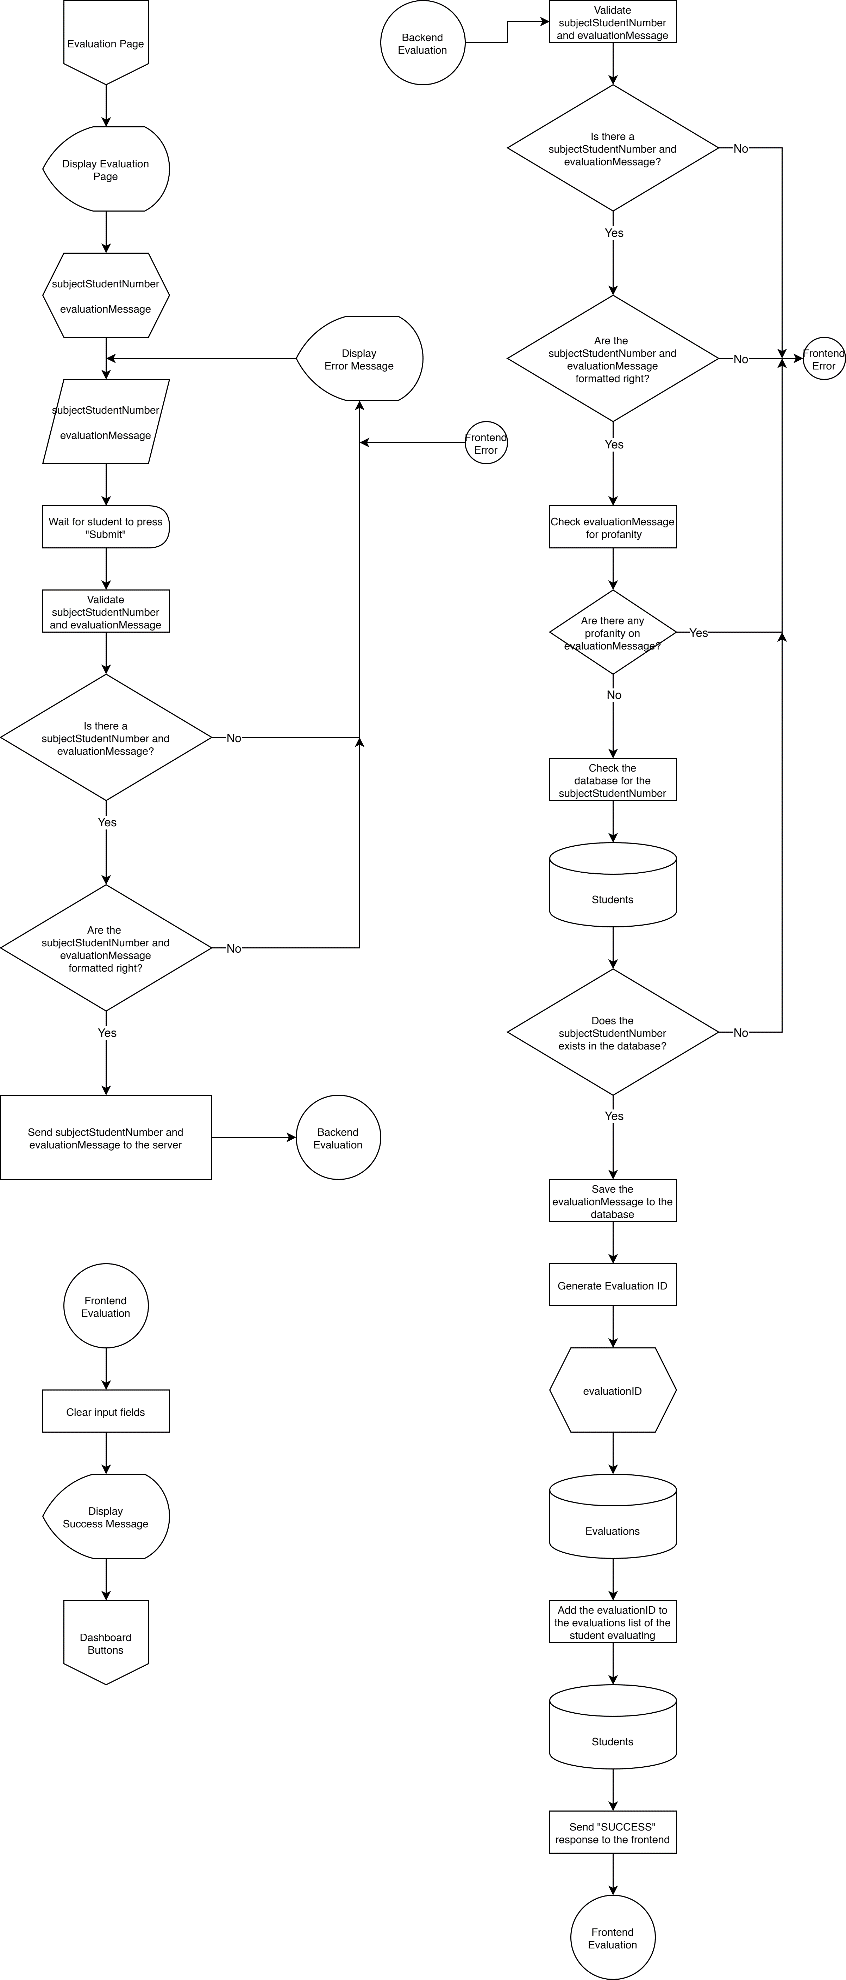 Evaluation Page
Display Evaluation
Page
subjectStudentNumber
evaluationMessage
Display
Error Message
subjectStudentNumber
evaluationMessage
Frontend
Error
Wait for student to press
"Submit"
Validate
subjectStudentNumber
and evaluationMessage
Is there a
subjectStudentNumber and
evaluationMessage?
No
Yes
Are the
subjectStudentNumber and
evaluationMessage
formatted right?
No
Yes
Send subjectStudentNumber and
evaluationMessage to the server
Backend
Evaluation
Frontend
Evaluation
Clear input fields
Display
Success Message
Dashboard
Buttons
Backend
Evaluation
Validate
subjectStudentNumber
and evaluationMessage
Is there a
subjectStudentNumber and
evaluationMessage?
No
Yes
Are the
subjectStudentNumber and
evaluationMessage
formatted right?
No
Frontend
Error
Yes
Check evaluationMessage
for profanity
Are there any
profanity on
evaluationMessage?
Yes
No
Check the
database for the
subjectStudentNumber
Students
Does the
subjectStudentNumber
exists in the database?
No
Yes
Save the
evaluationMessage to the
database
Generate Evaluation ID
evaluationID
Evaluations
Add the evaluationID to
the evaluations list of the
student evaluating
Students
Send "SUCCESS"
response to the frontend
Frontend
Evaluation